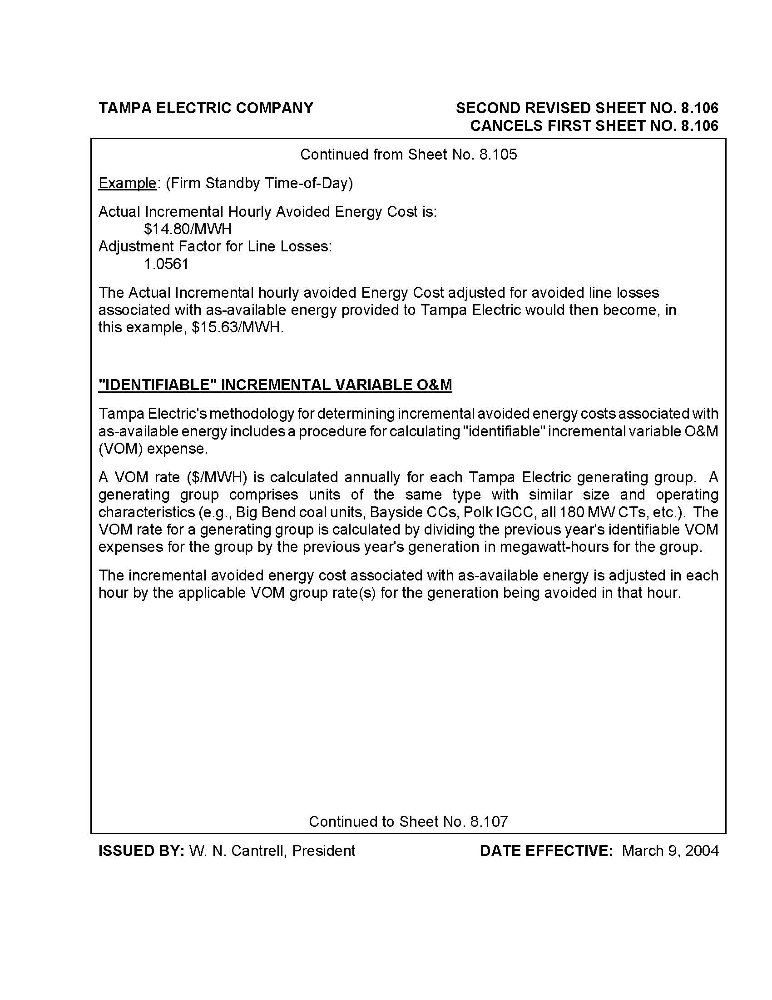 TAMPA ELECTRIC COMPANY
SECOND REVISED SHEET NO. 8.106
CANCELS FIRST SHEET NO. 8.106
Continued from Sheet No. 8.105
Example: (Firm Standby Time-of-Day)
Actual Incremental Hourly Avoided Energy Cost is:
$14.80/MWH
Adjustment Factor for Line Losses:
1.0561
The Actual Incremental hourly avoided Energy Cost adjusted for avoided line losses
associated with as-available energy provided to Tampa Electric would then become, in
this example, $15.63/MWH.
"IDENTIFIABLE" INCREMENTAL VARIABLE O&M
Tampa Electric's methodology for determining incremental avoided energy costs associated with
as-available energy includes a procedure for calculating "identifiable" incremental variable O&M
(VOM) expense.
A VOM rate ($/MWH) is calculated annually for each Tampa Electric generating group. A
generating group comprises units of the same type with similar size and operating
characteristics (e.g., Big Bend coal units, Bayside CCs, Polk IGCC, all 180 MW CTs, etc.). The
VOM rate for a generating group is calculated by dividing the previous year's identifiable VOM
expenses for the group by the previous year's generation in megawatt-hours for the group.
The incremental avoided energy cost associated with as-available energy is adjusted in each
hour by the applicable VOM group rate(s) for the generation being avoided in that hour.
Continued to Sheet No. 8.107
ISSUED BY: W. N. Cantrell, President
DATE EFFECTIVE: March 9, 2004